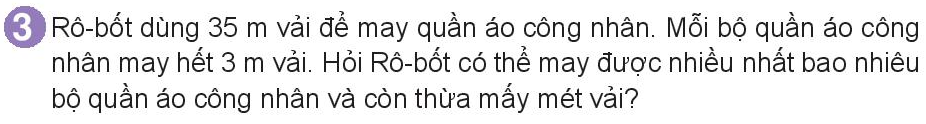 3 Rô-bốt dùng 35 m vải để may quần áo công nhân. Mỗi bộ quần áo công
nhân may hết 3 m vải. Hỏi Rô-bốt có thể may được nhiều nhất bao nhiêu
bộ quần áo công nhân và còn thừa mấy mét vải?